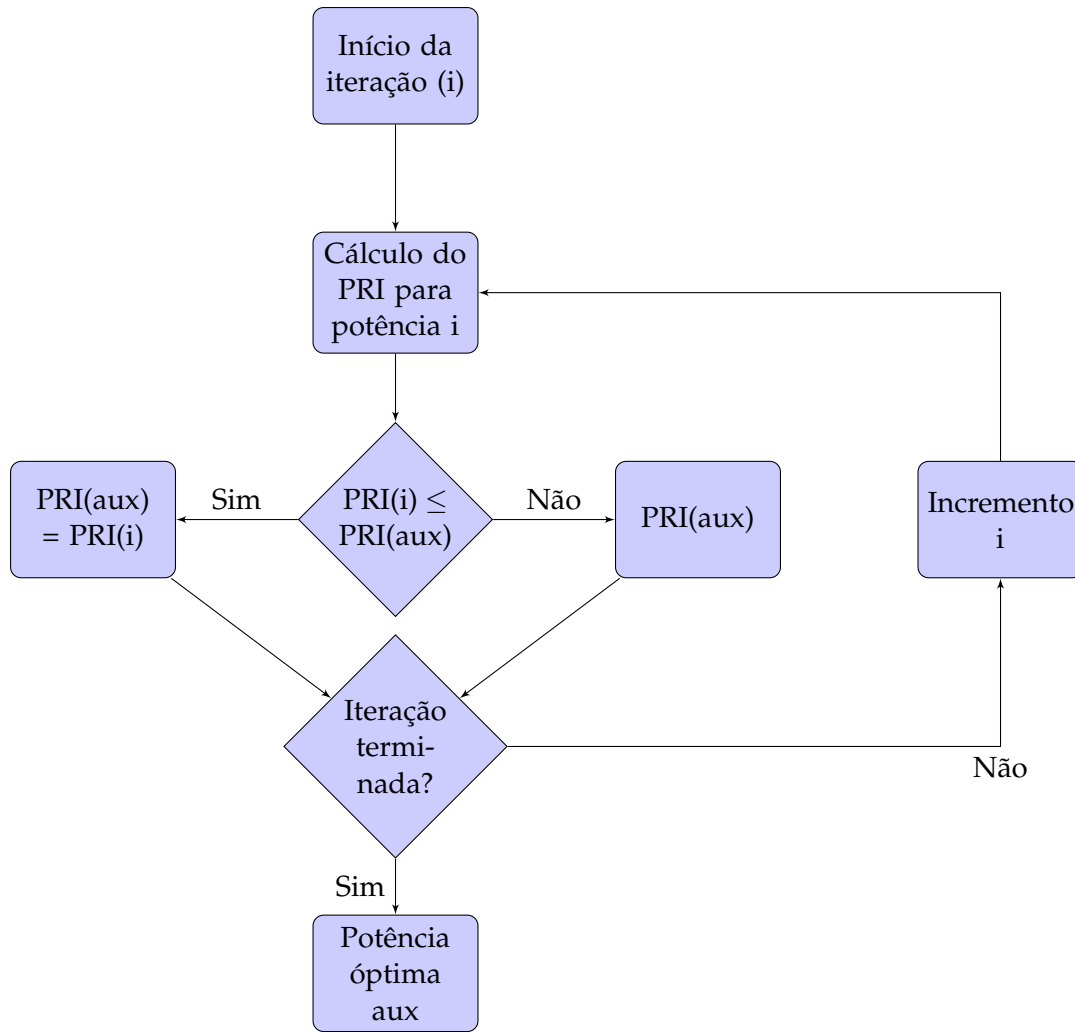 Início da
iteração (i)
Cálculo do
PRI para
potência i
PRI(aux)
= PRI(i)
Sim
PRI(i) ≤
PRI(aux)
Não
PRI(aux)
Incremento
i
Iteração
termi-
nada?
Não
Sim
Potência
óptima
aux